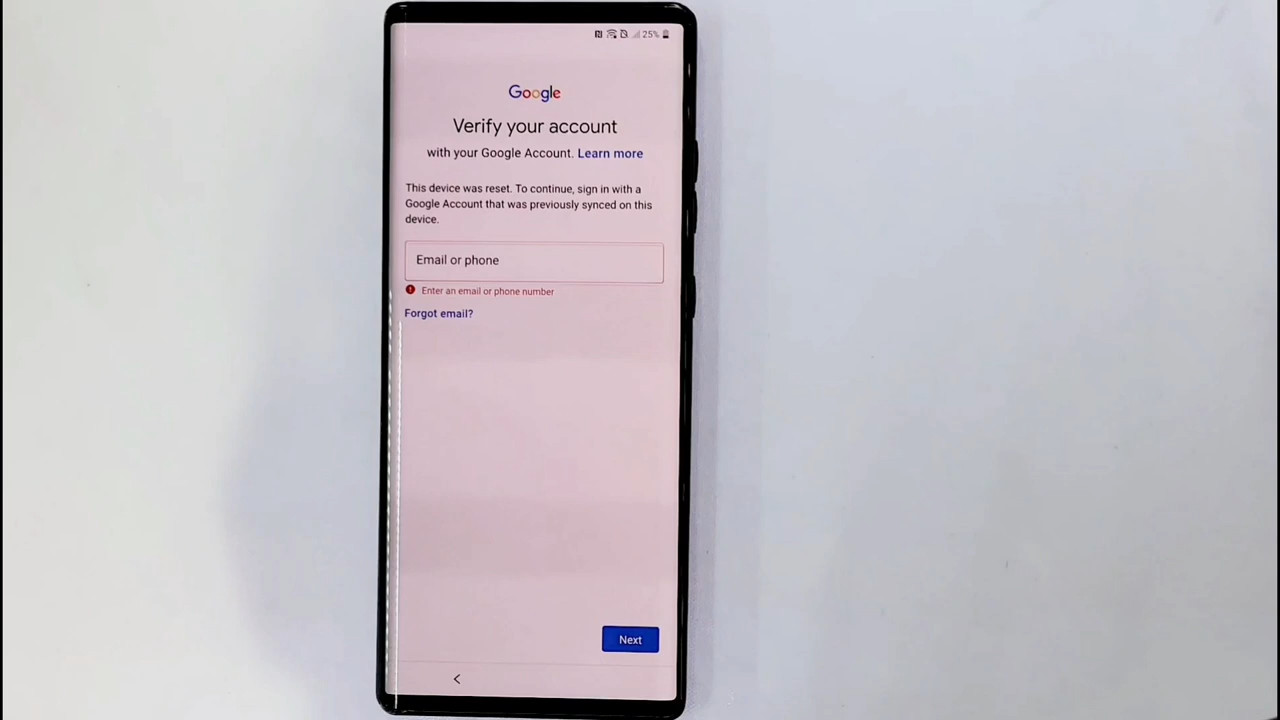 25%
Google
Verify your account
with your Google Account. Learn more
This device was reset. To continue, sign in with a
Google Account that was previously synced on this
device.
Email or phone
Enter an email or phone number
Forgot email?
Next